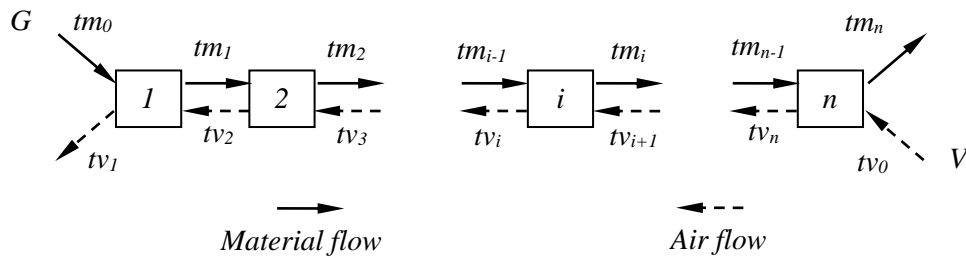 G tm0
tm1 tm2 tmi-1 tmi tmn-1 tmn
1 2 i n
tv1 tv2 tv3 tvi tvi+1 tvn tv0 V
Material flow Air flow